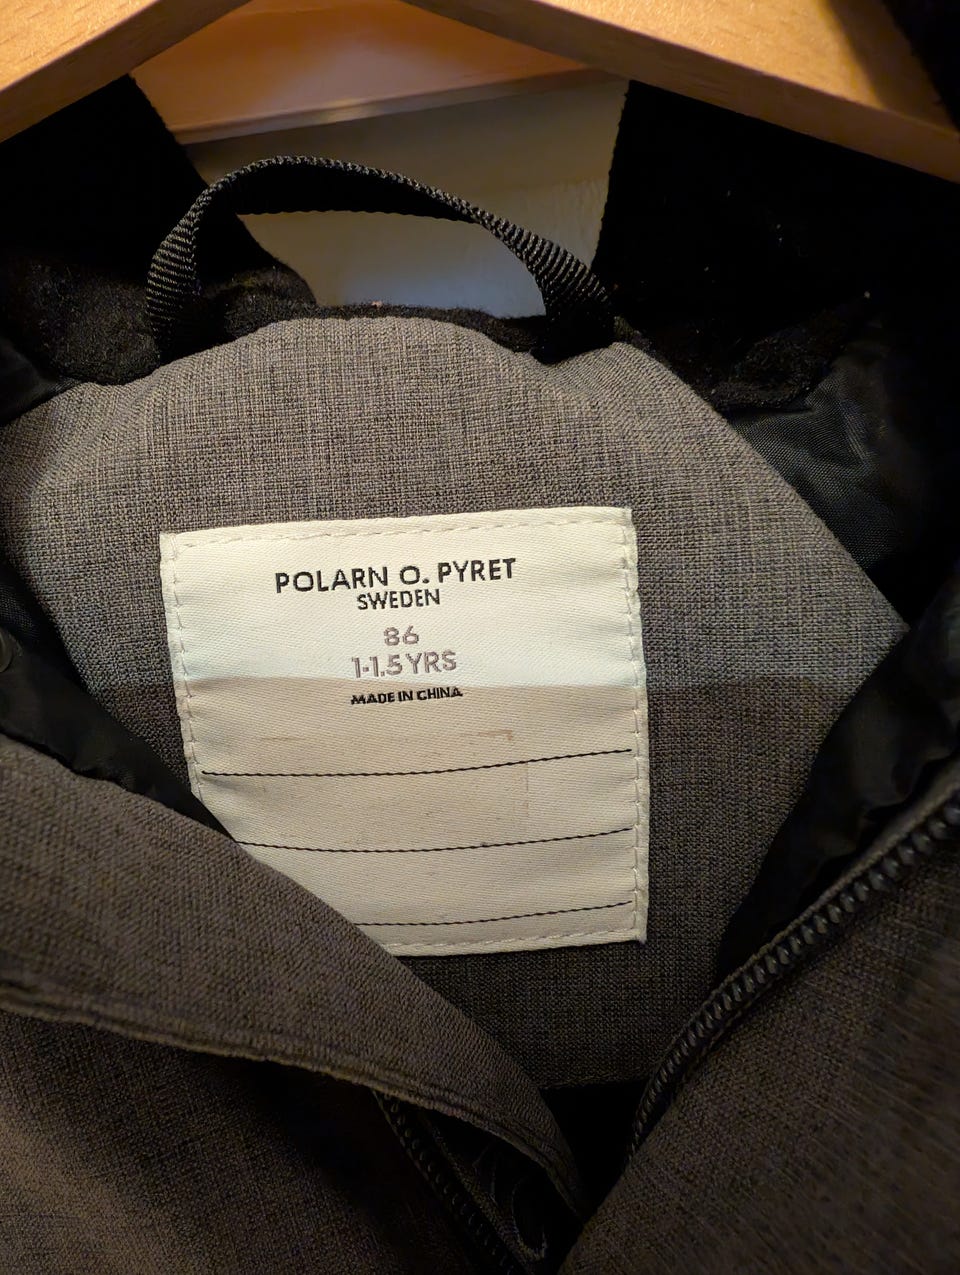 POLARN O. PYRET
SWEDEN
86
1-1.5 YRS
MADE IN CHINA